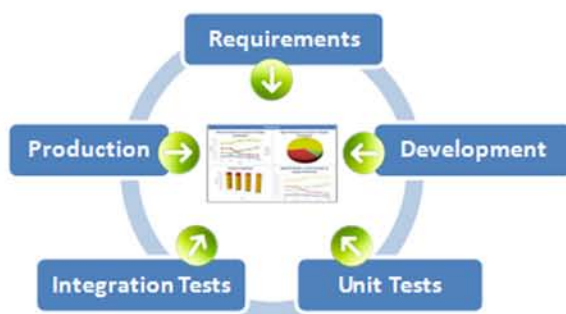 Requirements
Production
Development
Integration Tests
Unit Tests